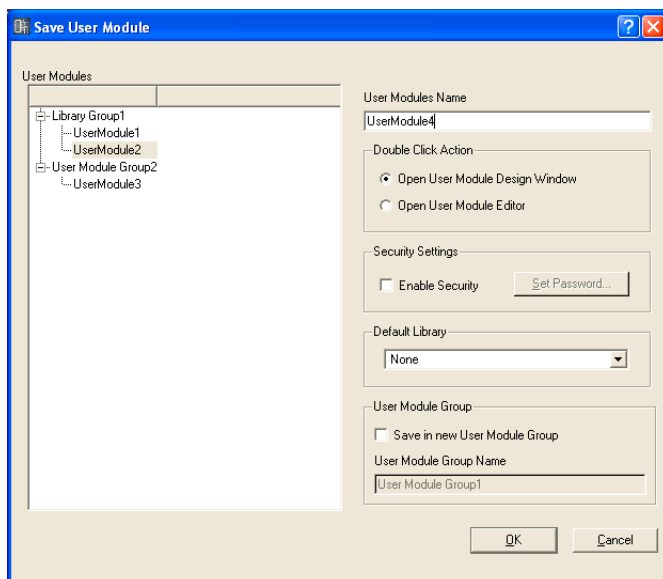 Save User Module
User Modules
Library Group1
UserModule1
UserModule2
User Module Group2
UserModule3
User Modules Name
UserModule4
Double Click Action
Open User Module Design Window
Open User Module Editor
Security Settings
Enable Security
Set Password...
Default Library
None
User Module Group
Save in new User Module Group
User Module Group Name
User Module Group1
OK
Cancel